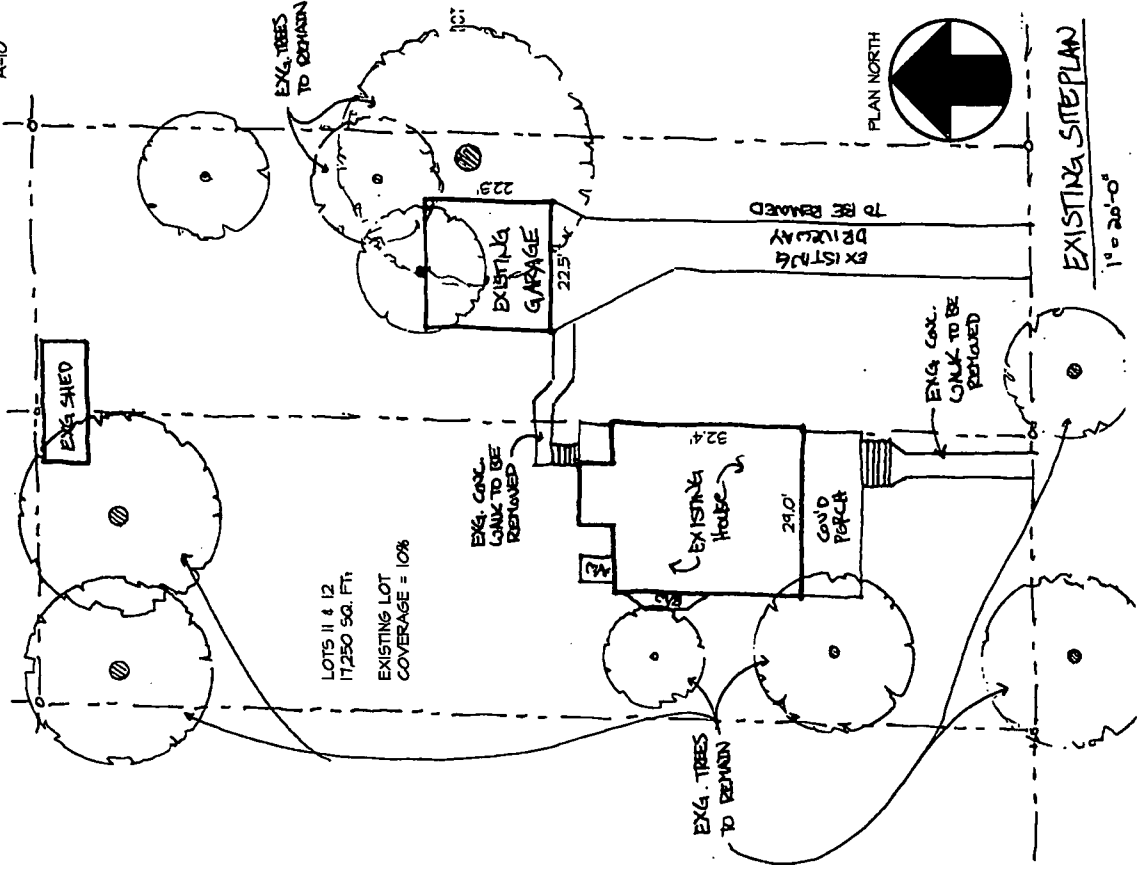 A-10
EXG. TREES
TO REMAIN
PLAN NORTH
EXG SHED
22.3'
EXISTING
GARAGE
22.5'
EXISTING
DRIVEWAY
TO BE REMOVED
LOTS 11 & 12
17,250 SQ. FT.
EXISTING LOT
COVERAGE = 10%
EXG. CONC.
WALK TO BE
REMOVED
A/C
32.4'
EXISTING
HOUSE
29.0'
COV'D
PORCH
EXG. CONC.
WALK TO BE
REMOVED
EXG. TREES
TO REMAIN
EXISTING SITEPLAN
1" = 20'-0"